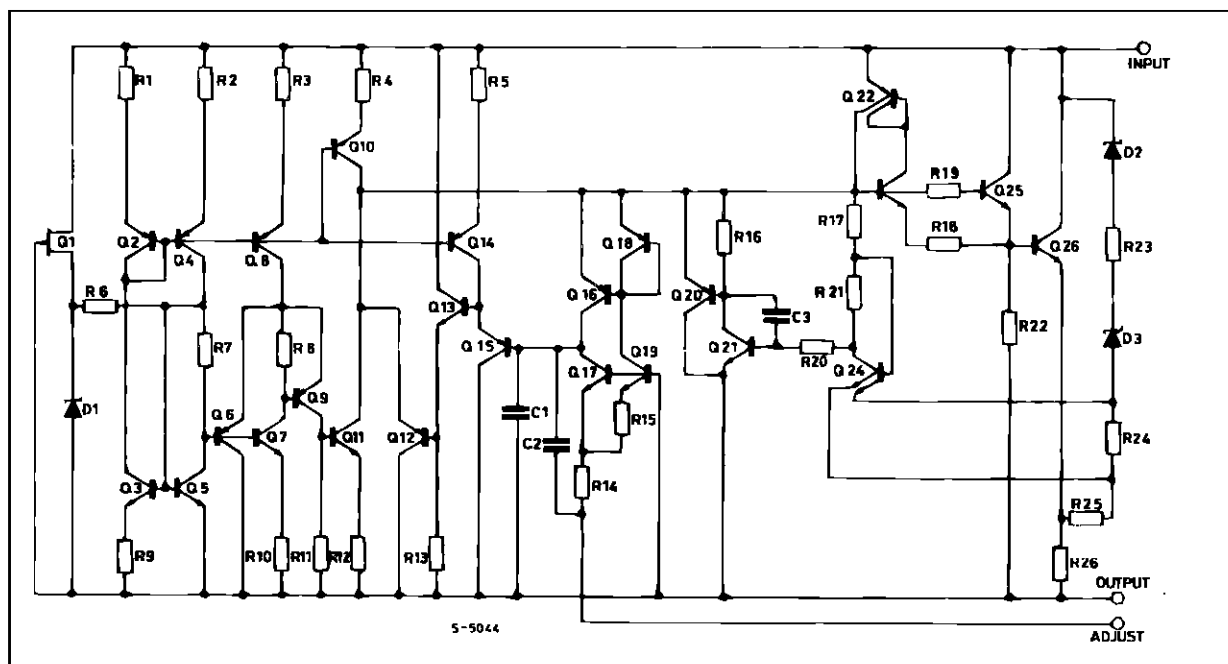 R1
R2
R3
R4
R5
Q22
INPUT
Q10
D2
R19
Q25
R17
Q1
Q2
Q4
Q8
Q14
Q18
R16
R18
Q26
R23
R6
Q13
Q16
Q20
C3
R21
R7
R8
Q15
Q19
Q21
R20
R22
D3
Q17
Q24
D1
Q6
Q9
C1
R15
Q7
Q11
Q12
C2
R24
Q3
Q5
R14
R25
R9
R10
R11
R12
R13
R26
OUTPUT
S-5044
ADJUST